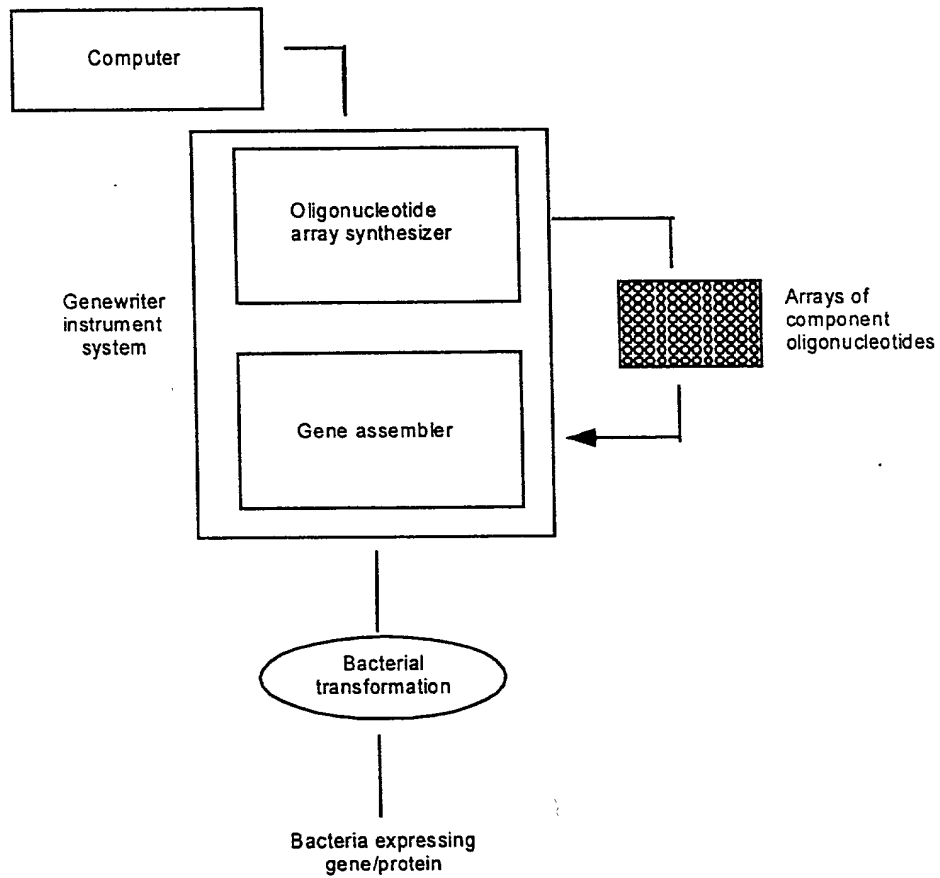 Computer
Oligonucleotide
array synthesizer
Genewriter
instrument
system
Arrays of
component
oligonucleotides
Gene assembler
Bacterial
transformation
Bacteria expressing
gene/protein